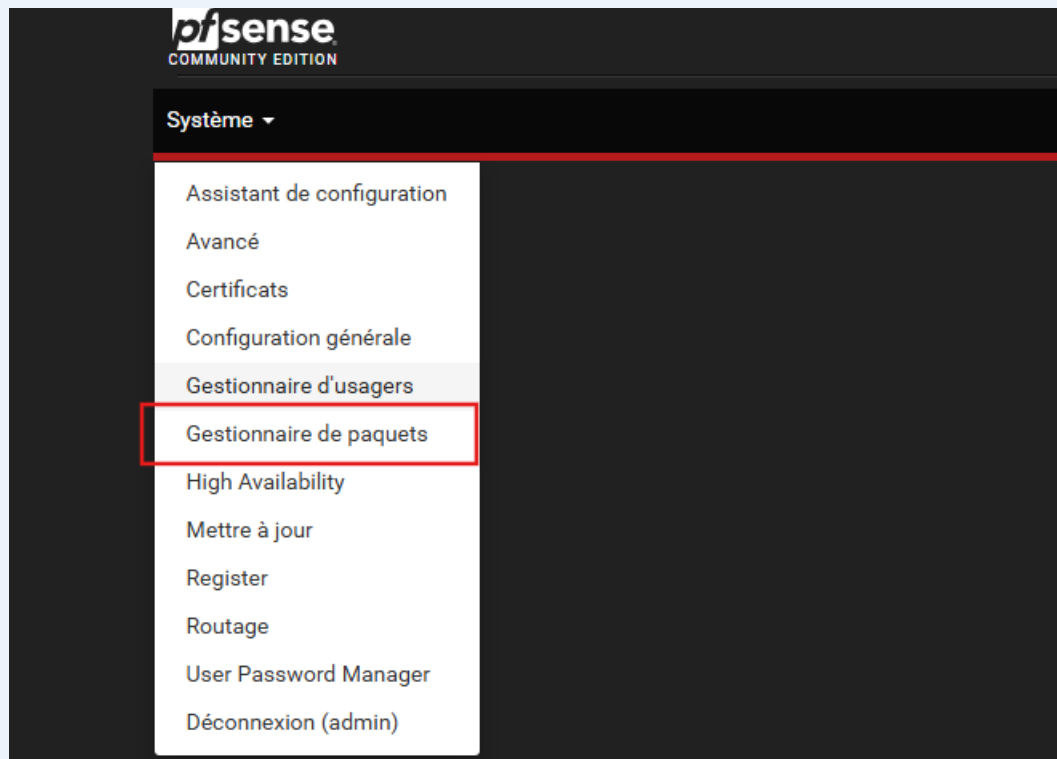 pfsense
COMMUNITY EDITION
Système
Assistant de configuration
Avancé
Certificats
Configuration générale
Gestionnaire d'usagers
Gestionnaire de paquets
High Availability
Mettre à jour
Register
Routage
User Password Manager
Déconnexion (admin)